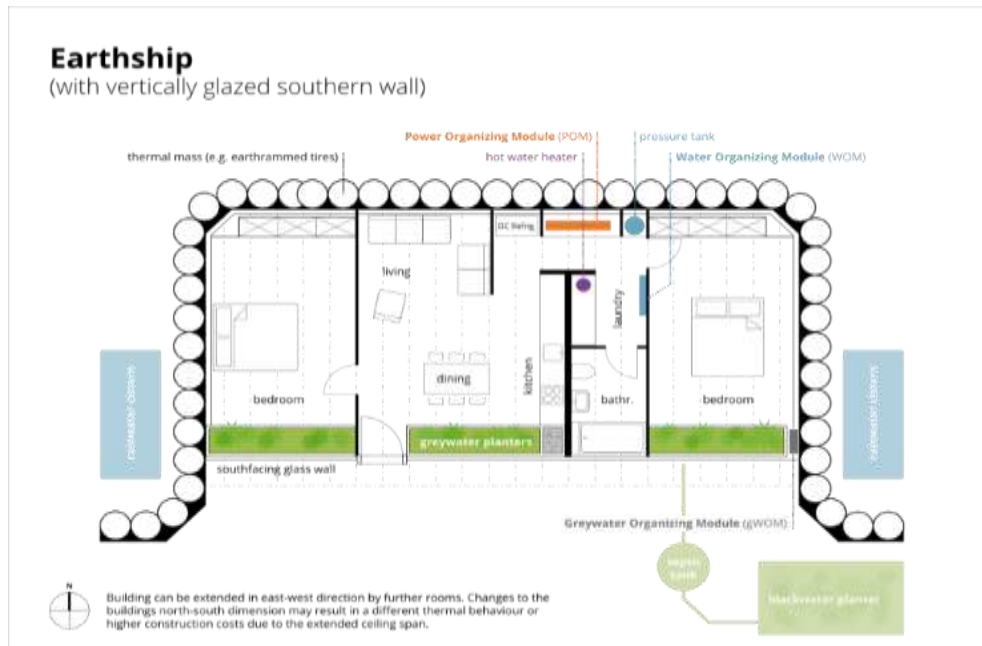 Earthship
(with vertically glazed southern wall)
Power Organizing Module (POM)
pressure tank
thermal mass (e.g. earthrammed tires)
hot water heater
Water Organizing Module (WOM)
DC
living
laundry
dining
kitchen
bedroom
bathr.
bedroom
rainwater cistern
rainwater cistern
greywater planters
southfacing glass wall
Greywater Organizing Module (gWOM)
septic
tank
blackwater planter
N
Building can be extended in east-west direction by further rooms. Changes to the
buildings north-south dimension may result in a different thermal behaviour or
higher construction costs due to the extended ceiling span.